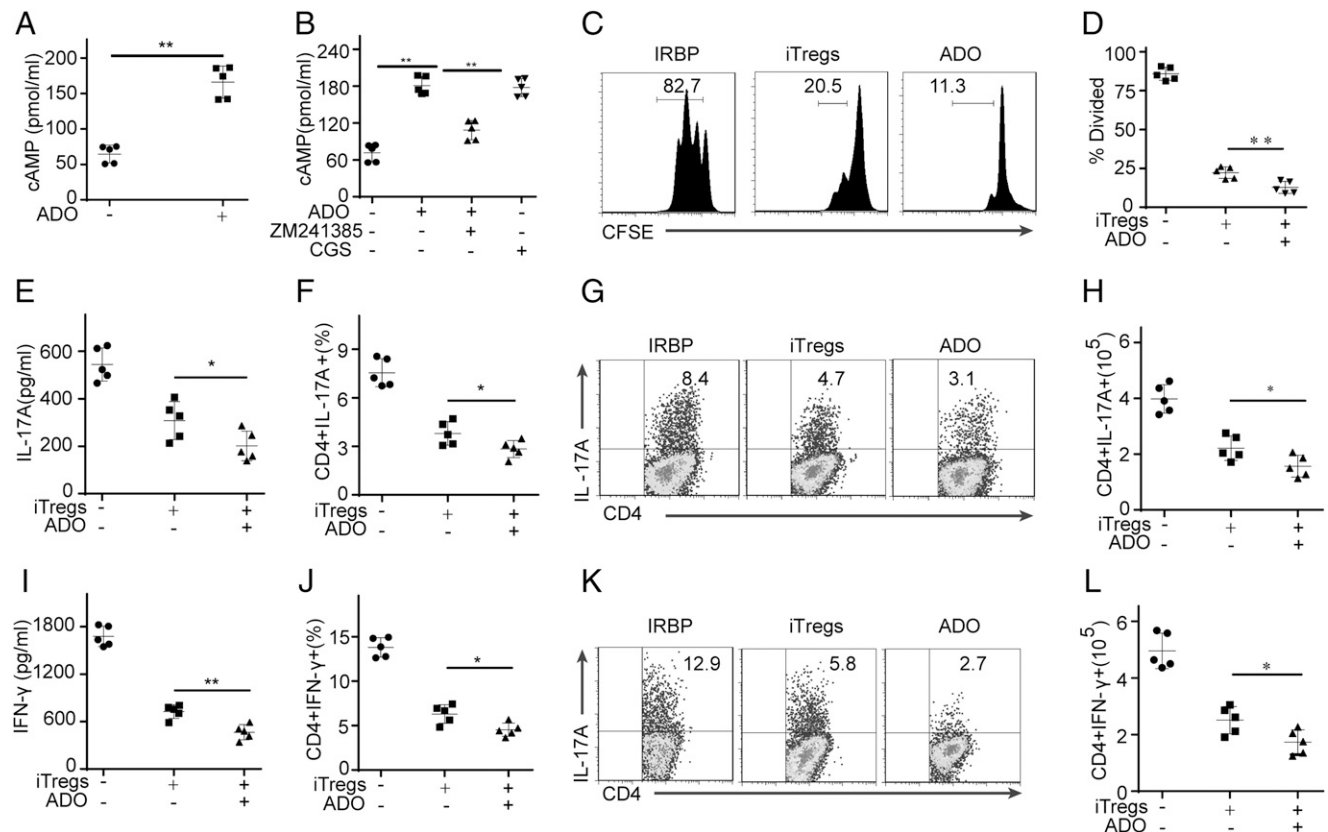 A
**
cAMP(pmol/ml)
200
150
100
50
0
ADO - +
B
** **
cAMP(pmol/ml)
240
180
120
60
0
ADO - + + -
ZM241385 - - + -
CGS - - - +
C
IRBP iTregs ADO
82.7 20.5 11.3
CFSE
D
% Divided
100
75
50
25
0
**
iTregs - + +
ADO - - +
E
IL-17A(pg/ml)
600
400
200
0
*
iTregs - + +
ADO - - +
F
CD4+IL-17A+(%)
9
6
3
0
*
iTregs - + +
ADO - - +
G
IRBP iTregs ADO
8.4 4.7 3.1
IL -17A
CD4
H
CD4+IL-17A+(10^5)
6
4
2
0
*
iTregs - + +
ADO - - +
I
IFN-γ (pg/ml)
1800
1200
600
0
**
iTregs - + +
ADO - - +
J
CD4+IFN-γ+(%)
15
10
5
0
*
iTregs - + +
ADO - - +
K
IRBP iTregs ADO
12.9 5.8 2.7
IL -17A
CD4
L
CD4+IFN-γ+(10^5)
6
4
2
0
*
iTregs - + +
ADO - - +